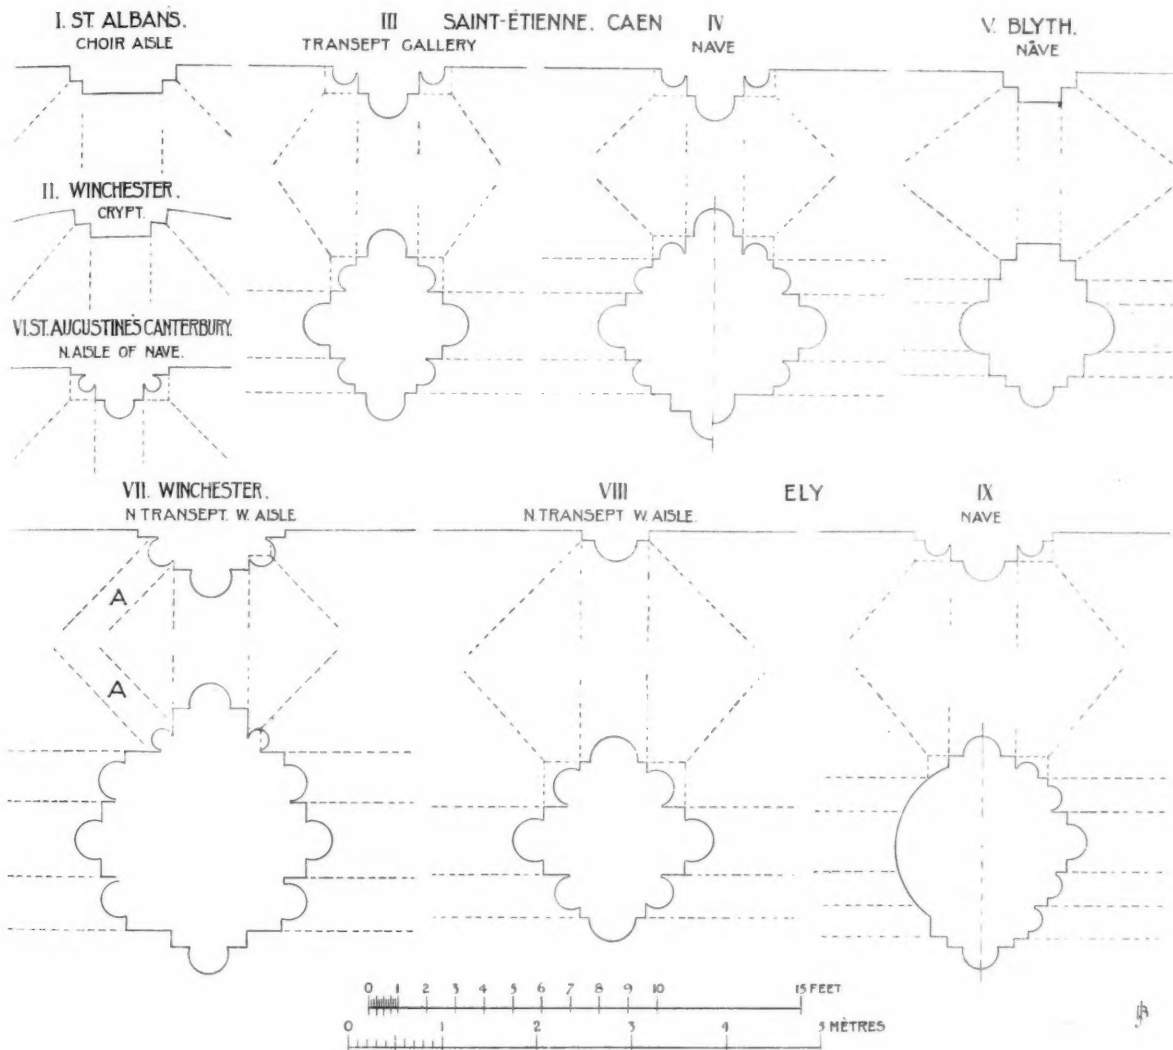 I. ST. ALBANS.
CHOIR AISLE
III SAINT-ÉTIENNE. CAEN IV
TRANSEPT GALLERY
NAVE
V. BLYTH.
NAVE
II. WINCHESTER.
CRYPT.
VI. ST. AUGUSTINE'S CANTERBURY.
N. AISLE OF NAVE.
VII. WINCHESTER.
N TRANSEPT. W. AISLE
VIII ELY IX
N. TRANSEPT W. AISLE.
NAVE
A
A
0 1 2 3 4 5 6 7 8 9 10 15 FEET
0 1 2 3 4 5 MÈTRES